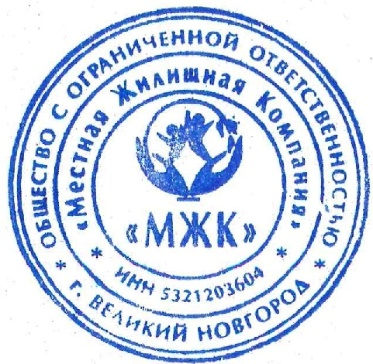 ОБЩЕСТВО С ОГРАНИЧЕННОЙ ОТВЕТСТВЕННОСТЬЮ
* г. ВЕЛИКИЙ НОВГОРОД *
«Местная Жилищная Компания»
* ИНН 5321203604 *
«МЖК»